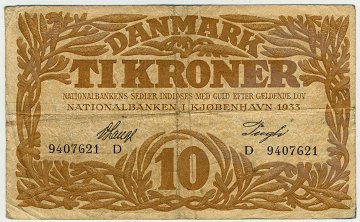 DANMARK
TI KRONER
NATIONALBANKENS SEDLER INDLØSES MED GULD EFTER GÆLDENDE LOV
NATIONALBANKEN I KJØBENHAVN 1933
9407621 D D 9407621
10